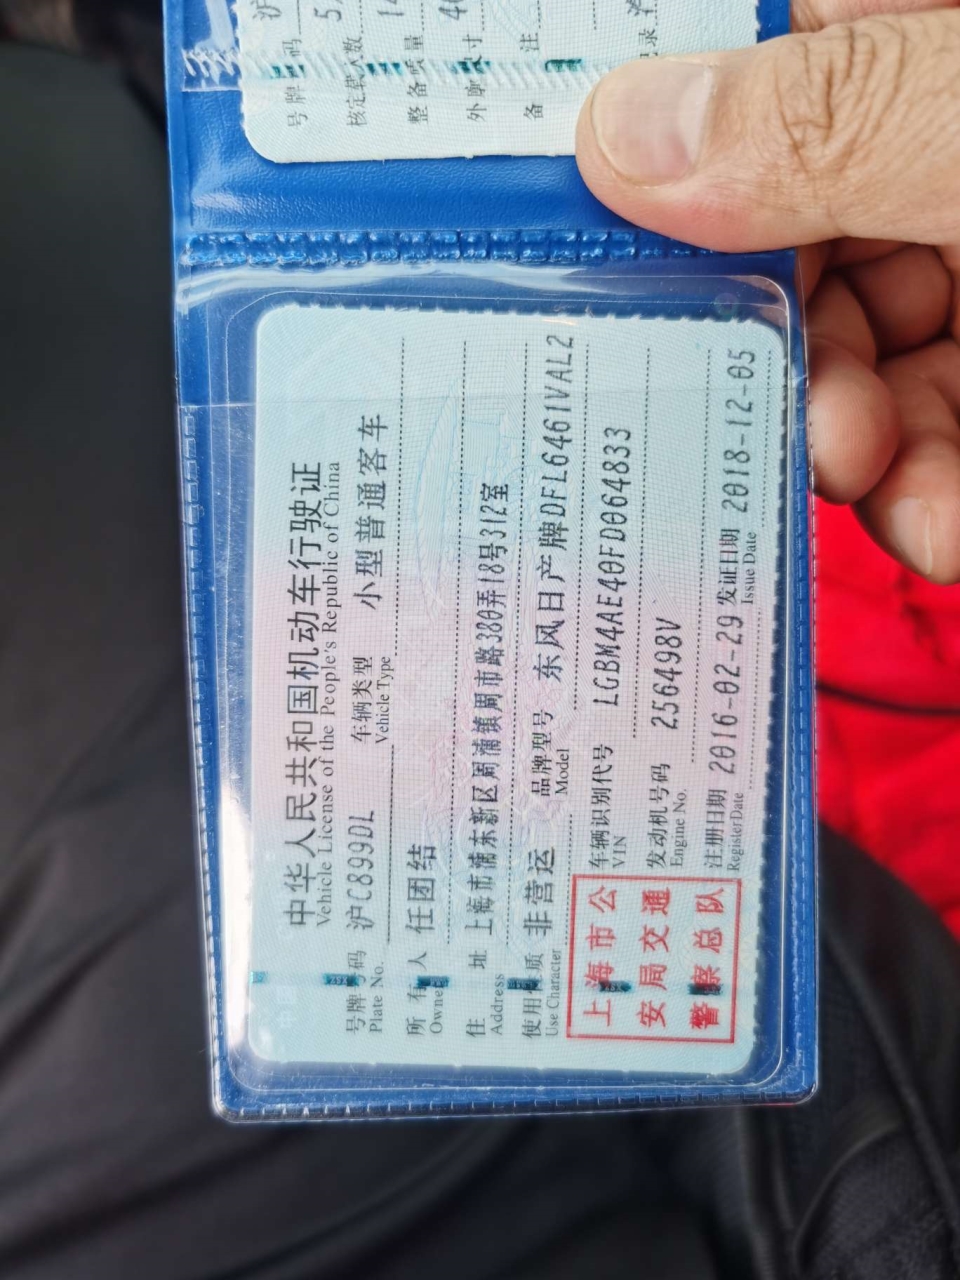 号牌号码 沪
核定载人数 5
整备质量 14
外廓尺寸 46
备 注
中华人民共和国机动车行驶证
Vehicle License of the People's Republic of China
号牌号码 沪C899DL 车辆类型 小型普通客车
Plate No. Vehicle Type
所有人 任团结
Owner
住 址 上海市浦东新区周浦镇周市路380弄18号312室
Address
使用性质 非营运 品牌型号 东风日产牌DFL6461VAL2
Use Character Model
上海市公安局交通警察总队
车辆识别代号 LGBM4AE40FD064833
VIN
发动机号码 256498V
Engine No.
注册日期 2016-02-29 发证日期 2018-12-05
Register Date Issue Date